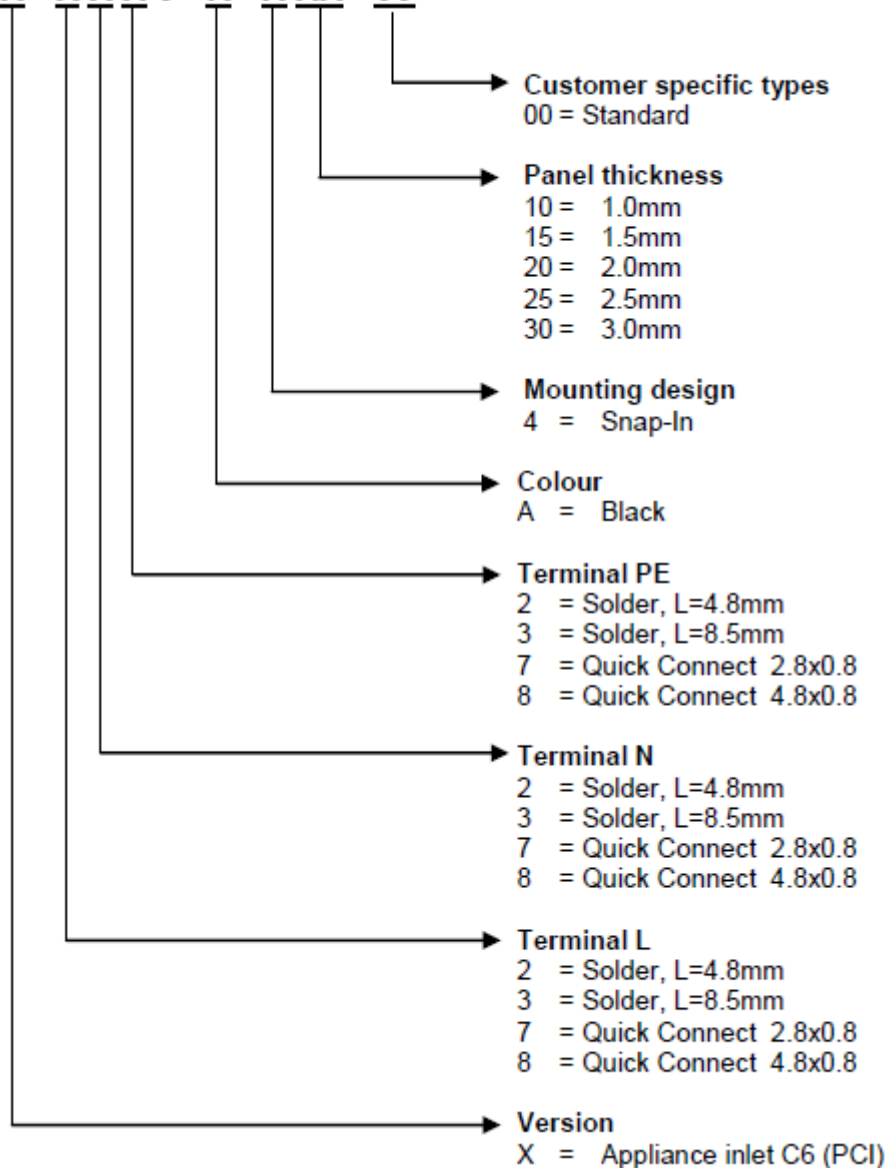 Customer specific types
00 = Standard
Panel thickness
10 = 1.0mm
15 = 1.5mm
20 = 2.0mm
25 = 2.5mm
30 = 3.0mm
Mounting design
4 = Snap-In
Colour
A = Black
Terminal PE
2 = Solder, L=4.8mm
3 = Solder, L=8.5mm
7 = Quick Connect 2.8x0.8
8 = Quick Connect 4.8x0.8
Terminal N
2 = Solder, L=4.8mm
3 = Solder, L=8.5mm
7 = Quick Connect 2.8x0.8
8 = Quick Connect 4.8x0.8
Terminal L
2 = Solder, L=4.8mm
3 = Solder, L=8.5mm
7 = Quick Connect 2.8x0.8
8 = Quick Connect 4.8x0.8
Version
X = Appliance inlet C6 (PCI)